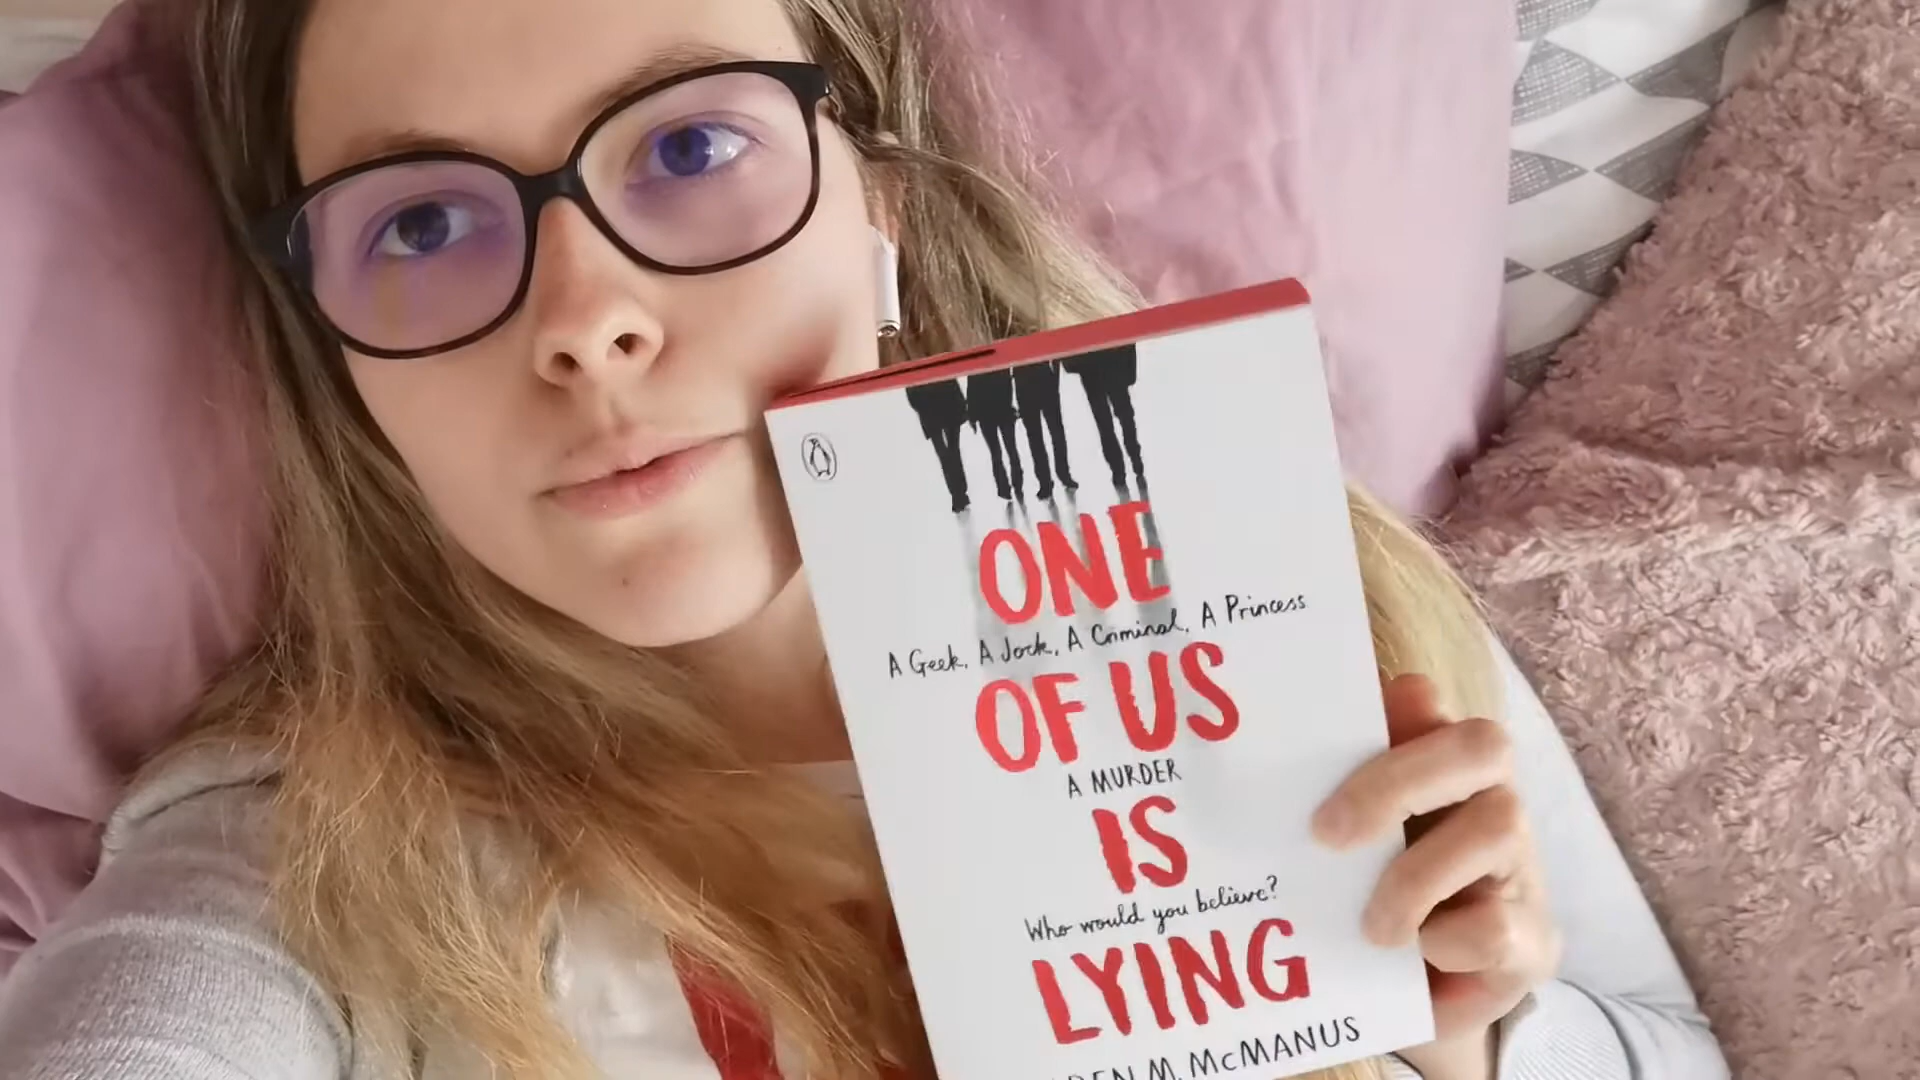 ONE
A Geek, A Jock, A Criminal, A Princess
OF US
A MURDER
IS
Who would you believe?
LYING
M. McMANUS